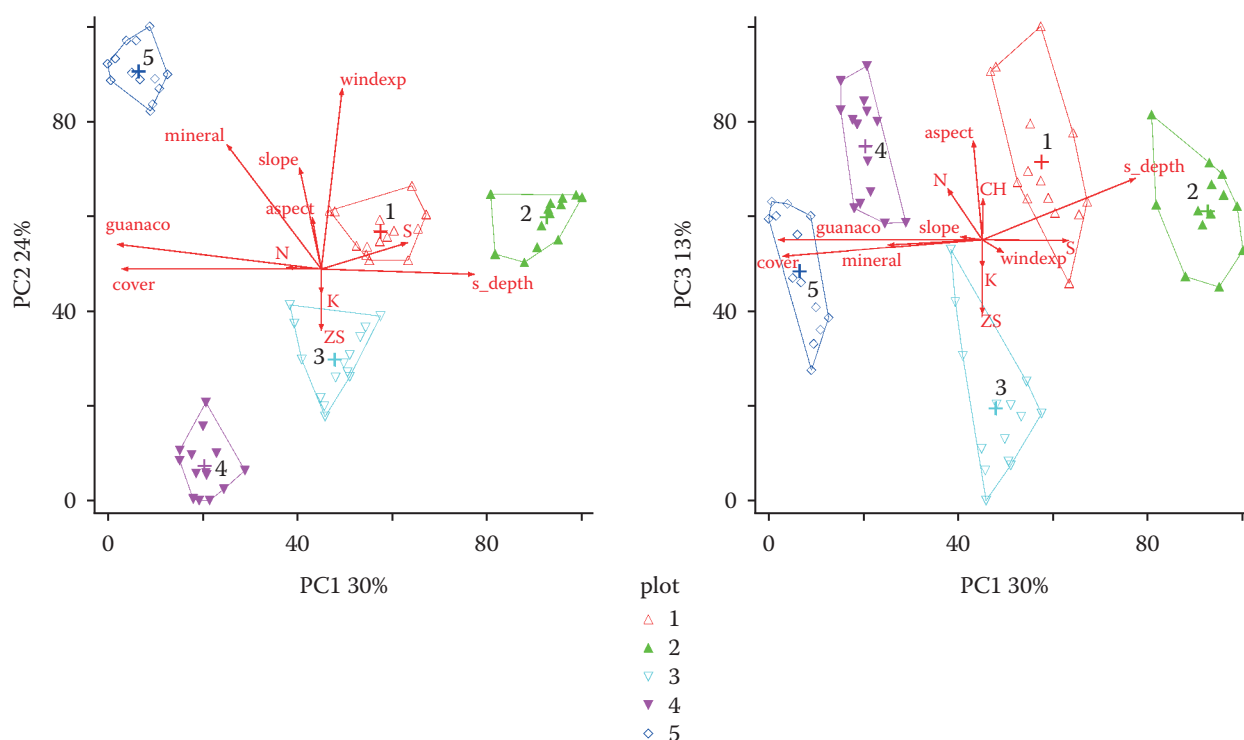 5
windexp
mineral
slope
aspect
1
2
guanaco
N
S
cover
s_depth
K
ZS
3
4
80
40
0
PC2 24%
0
40
80
PC1 30%
4
aspect
1
s_depth
N
CH
2
slope
guanaco
S
cover
mineral
windexp
5
K
ZS
3
80
40
0
PC3 13%
0
40
80
PC1 30%
plot
1
2
3
4
5